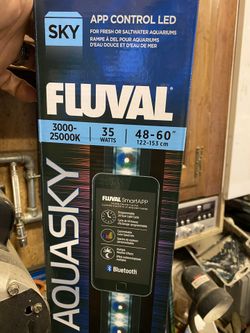 SKY
APP CONTROL LED
FOR FRESH OR SALTWATER AQUARIUMS
RAMPE À DEL POUR AQUARIUMS
D'EAU DOUCE ET D'EAU DE MER
FLUVAL
3000-
25000K
35
WATTS
48-60"
122-153 cm
AQUASKY
FLUVAL SmartAPP
Bluetooth